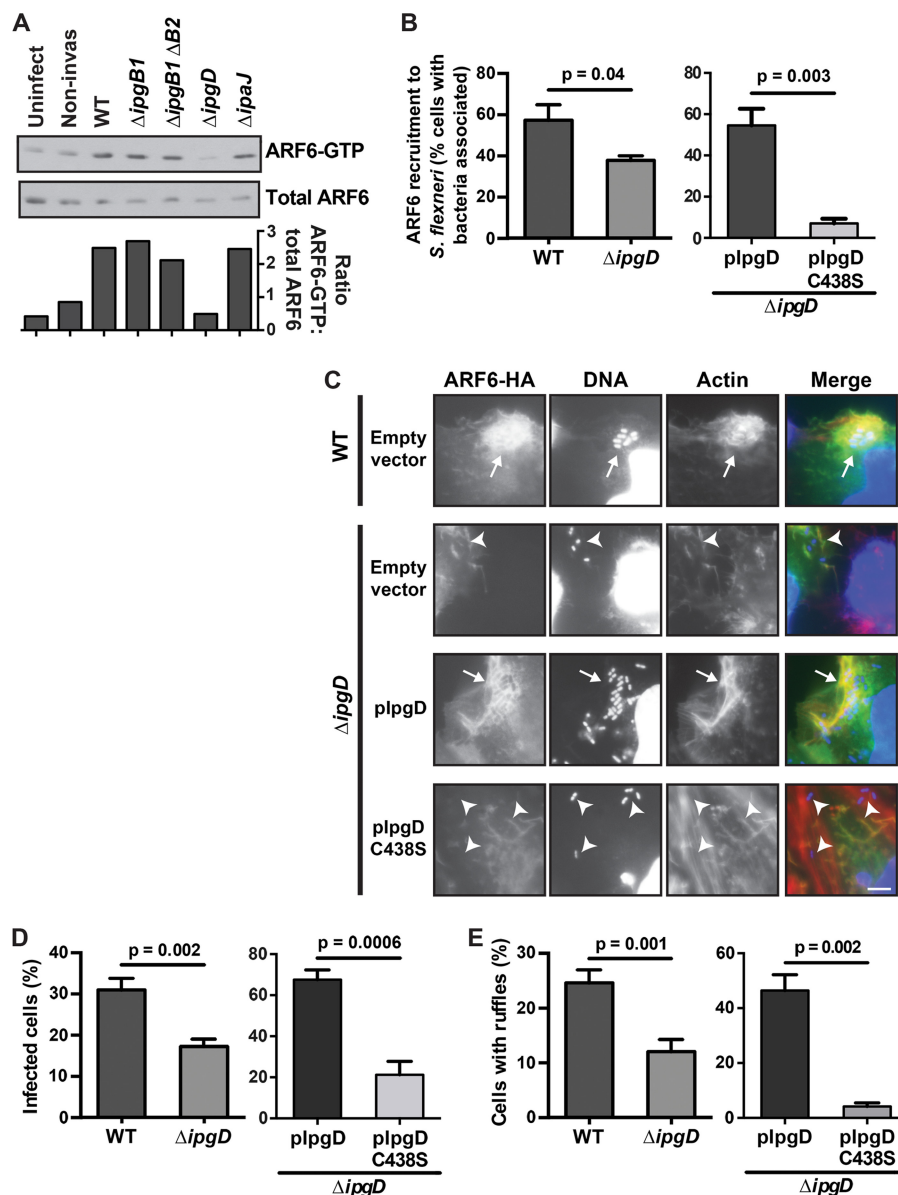 A
Uninfect
Non-invas
WT
ΔipgB1
ΔipgB1 ΔB2
ΔipgD
ΔipaJ
ARF6-GTP
Total ARF6
3
2
1
0
Ratio
ARF6-GTP:
total ARF6
B
ARF6 recruitment to
S. flexneri (% cells with
bacteria associated)
80
60
40
20
0
p = 0.04
WT
ΔipgD
80
60
40
20
0
p = 0.003
pIpgD
pIpgD
C438S
ΔipgD
C
ARF6-HA
DNA
Actin
Merge
WT
Empty
vector
ΔipgD
Empty
vector
pIpgD
pIpgD
C438S
D
Infected cells (%)
40
30
20
10
0
p = 0.002
WT
ΔipgD
80
60
40
20
0
p = 0.0006
pIpgD
pIpgD
C438S
ΔipgD
E
Cells with ruffles (%)
30
20
10
0
p = 0.001
WT
ΔipgD
60
40
20
0
p = 0.002
pIpgD
pIpgD
C438S
ΔipgD